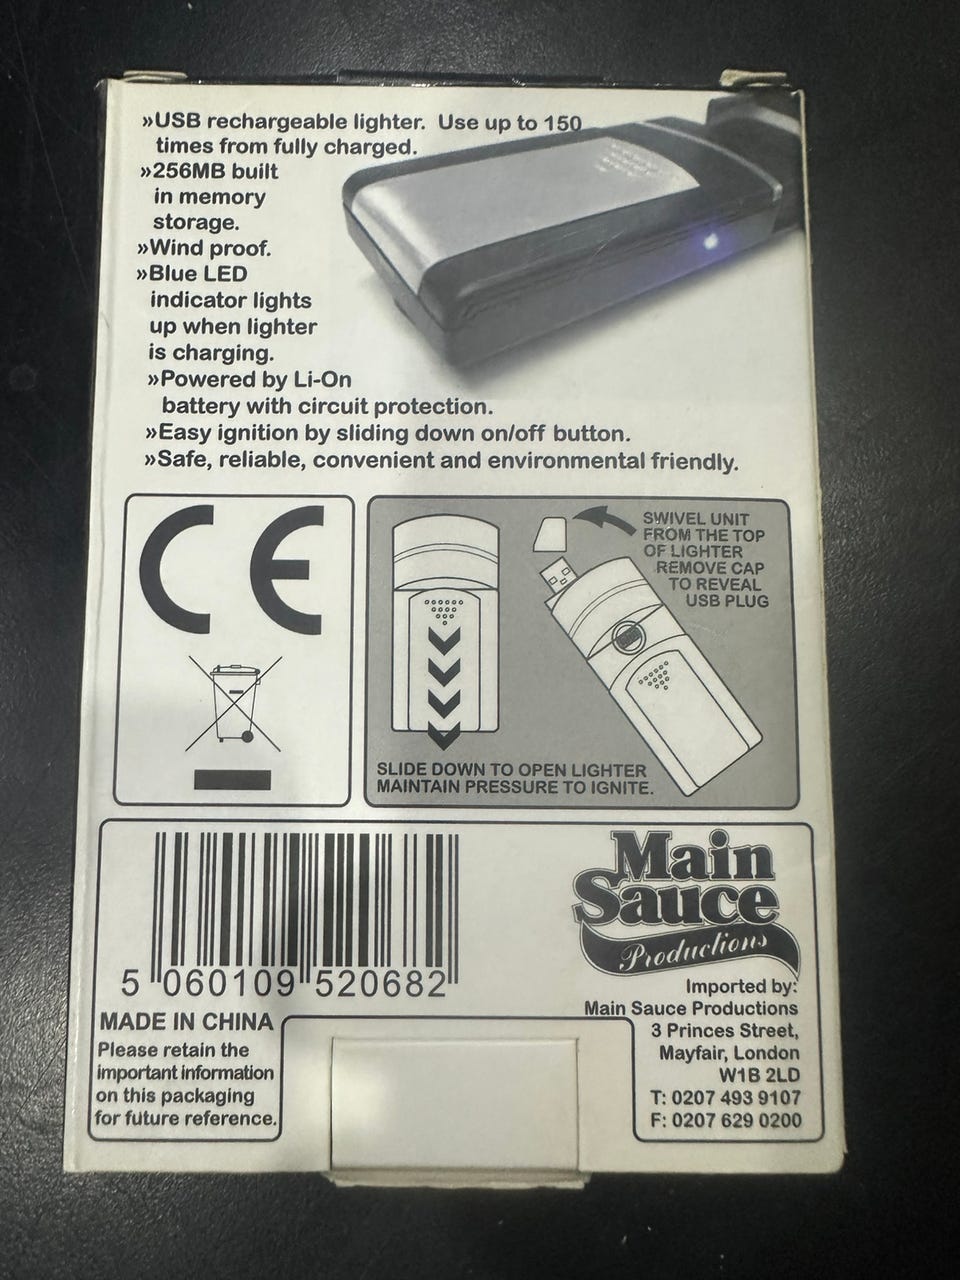 »USB rechargeable lighter. Use up to 150
times from fully charged.
»256MB built
in memory
storage.
»Wind proof.
»Blue LED
indicator lights
up when lighter
is charging.
»Powered by Li-On
battery with circuit protection.
»Easy ignition by sliding down on/off button.
»Safe, reliable, convenient and environmental friendly.
CE
SWIVEL UNIT
FROM THE TOP
OF LIGHTER
REMOVE CAP
TO REVEAL
USB PLUG
SLIDE DOWN TO OPEN LIGHTER
MAINTAIN PRESSURE TO IGNITE.
5 060109 520682
MADE IN CHINA
Please retain the
important information
on this packaging
for future reference.
Main
Sauce
Productions
Imported by:
Main Sauce Productions
3 Princes Street,
Mayfair, London
W1B 2LD
T: 0207 493 9107
F: 0207 629 0200